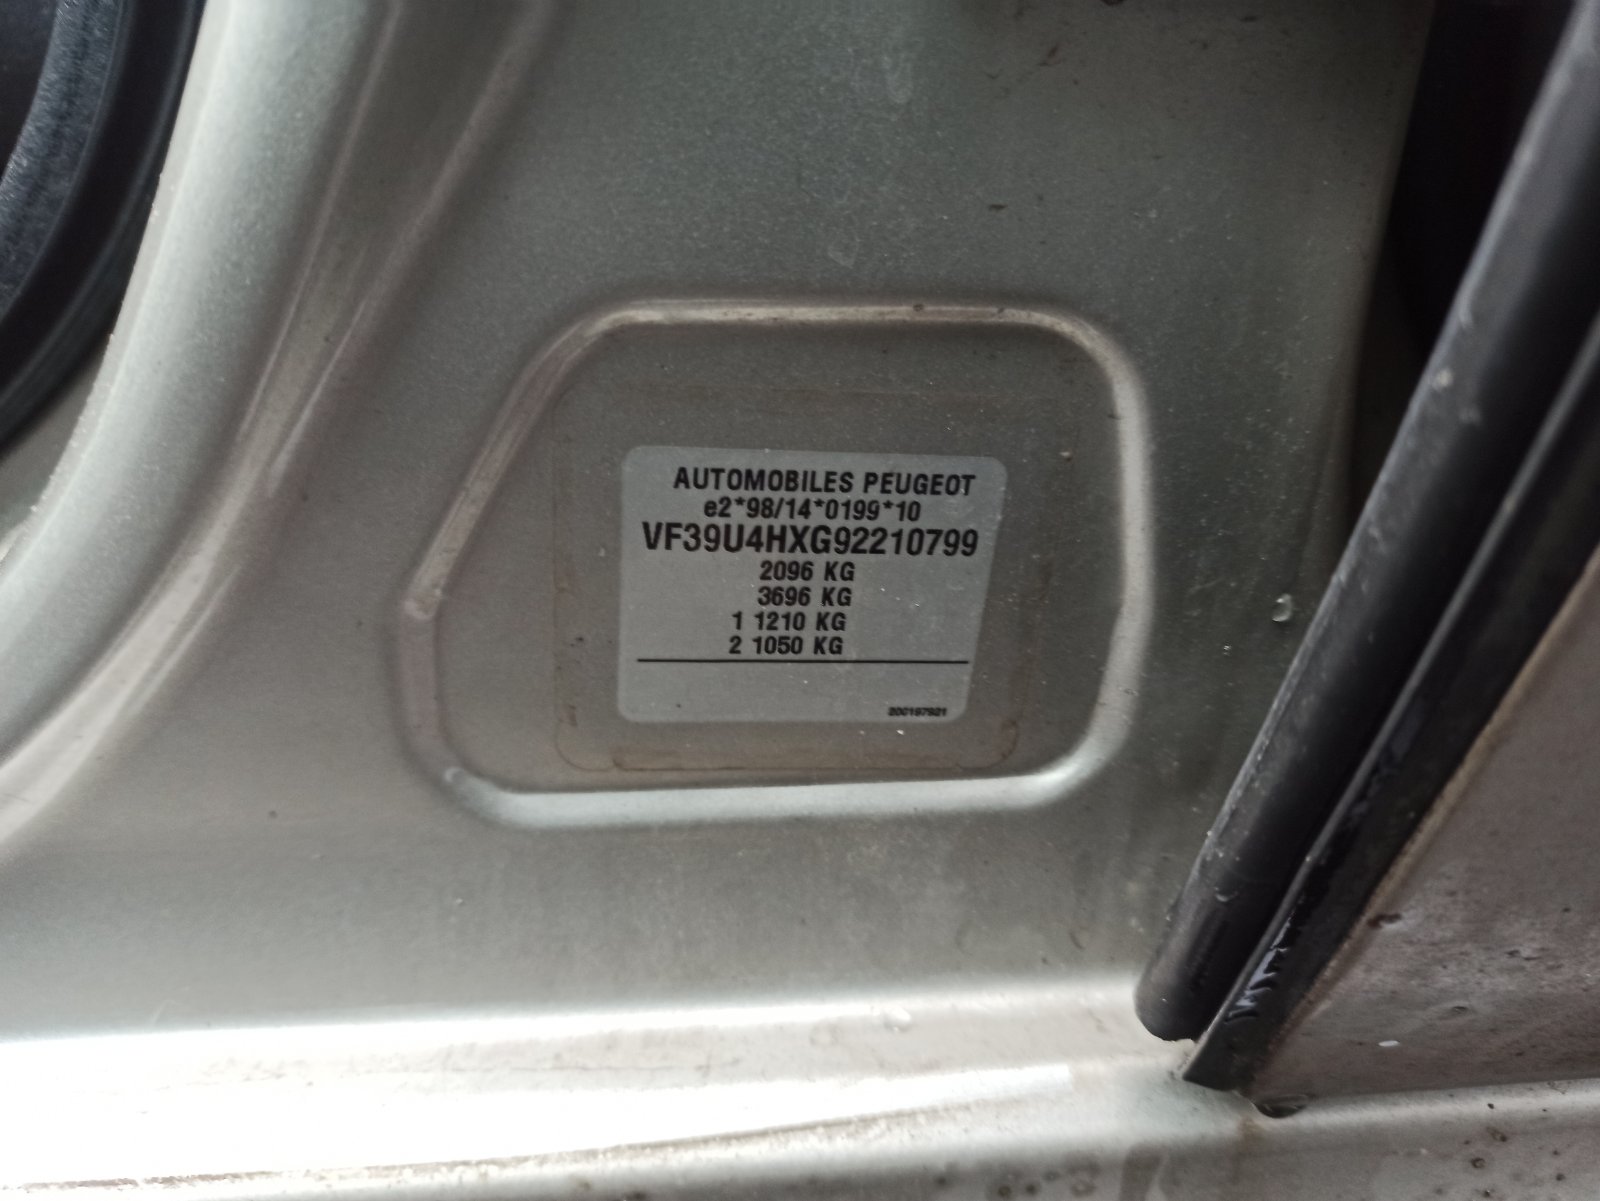 AUTOMOBILES PEUGEOT
e2*98/14*0199*10
VF39U4HXG92210799
2096 KG
3696 KG
1 1210 KG
2 1050 KG